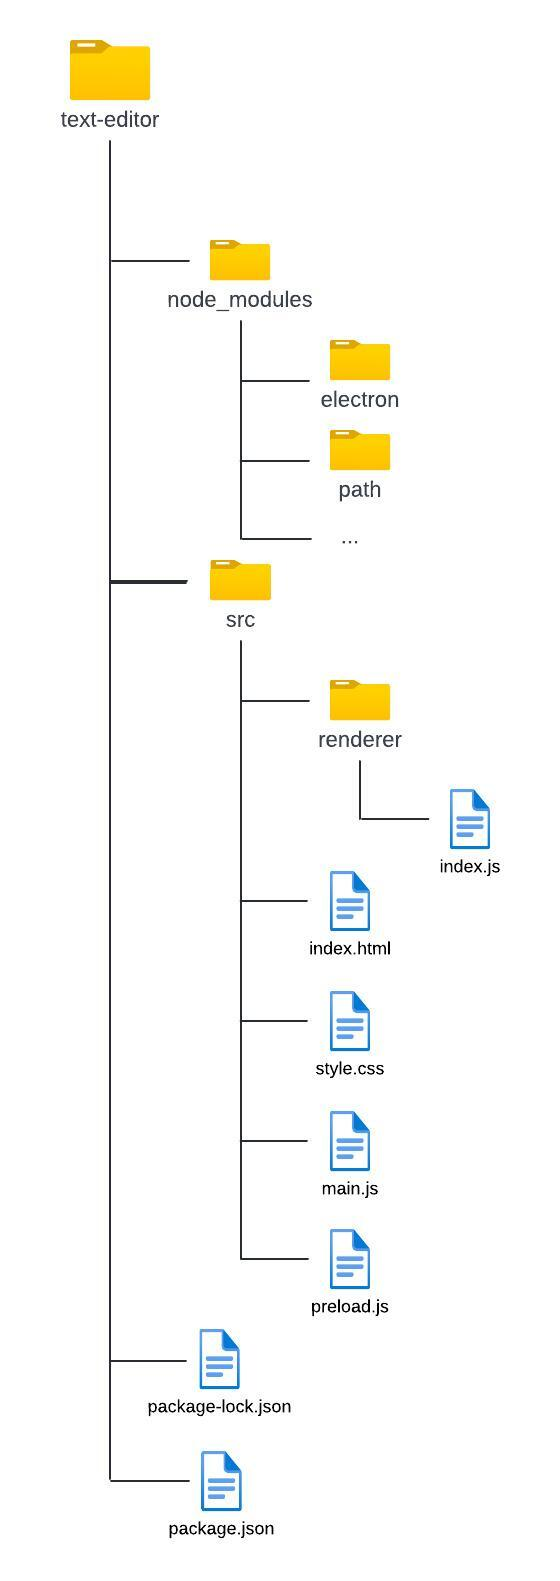 text-editor
node_modules
electron
path
...
src
renderer
index.js
index.html
style.css
main.js
preload.js
package-lock.json
package.json